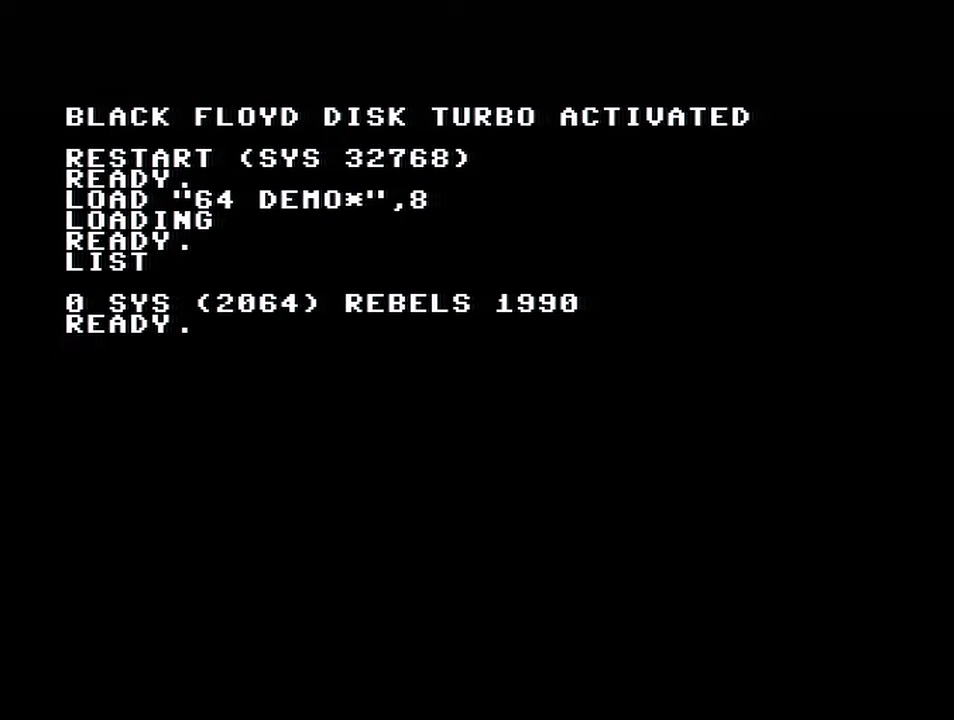 BLACK FLOYD DISK TURBO ACTIVATED
RESTART (SYS 32768)
READY.
LOAD "64 DEMO*",8
LOADING
READY.
LIST
0 SYS (2064) REBELS 1990
READY.